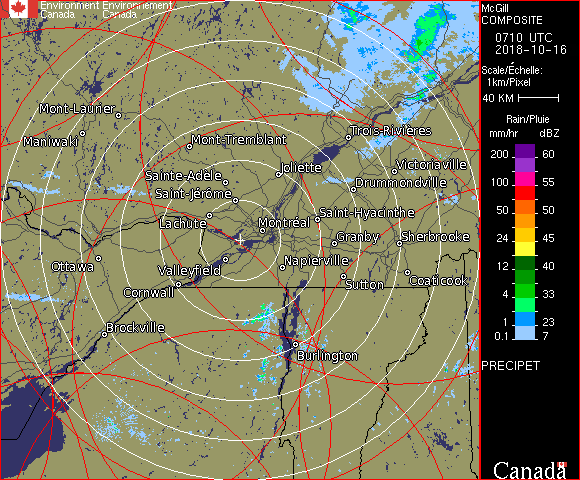 Environment Environnement
Canada Canada
McGill
COMPOSITE
0710 UTC
2018-10-16
Scale/Échelle:
1km/Pixel
40 KM
Rain/Pluie
mm/hr dBZ
200 60
55
100 55
50 50
24 45
12 40
4 33
1 23
0.1 7
PRECIPET
Canada
Mont-Laurier
Maniwaki
Mont-Tremblant
Trois-Rivières
Joliette
Victoriaville
Sainte-Adèle
Drummondville
Saint-Jérôme
Lachute
Saint-Hyacinthe
Montréal
Granby
Sherbrooke
Ottawa
Valleyfield
Napierville
Cornwall
Sutton
Coaticook
Brockville
Burlington